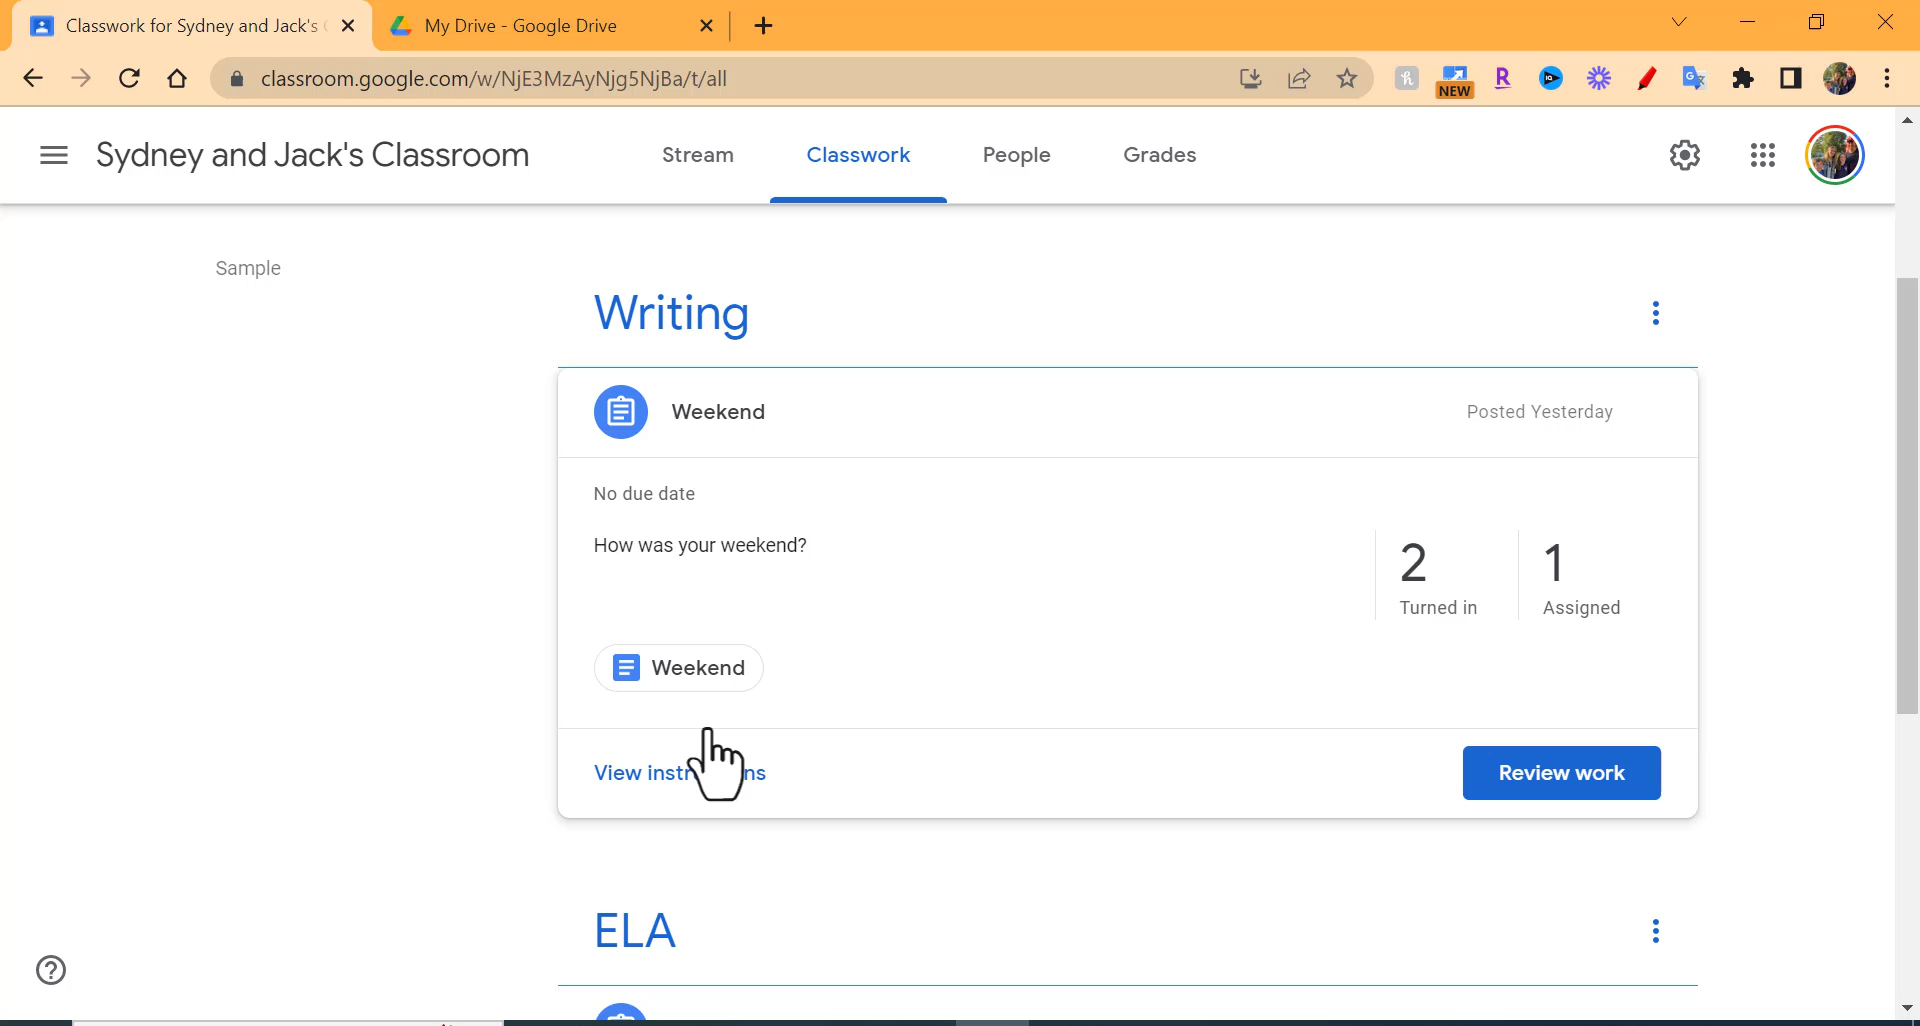 Classwork for Sydney and Jack's
My Drive - Google Drive
classroom.google.com/w/NjE3MzAyNjg5NjBa/t/all
NEW
R
Sydney and Jack's Classroom
Stream
Classwork
People
Grades
Sample
Writing
Weekend
Posted Yesterday
No due date
How was your weekend?
2
Turned in
1
Assigned
Weekend
View instr ns
Review work
ELA